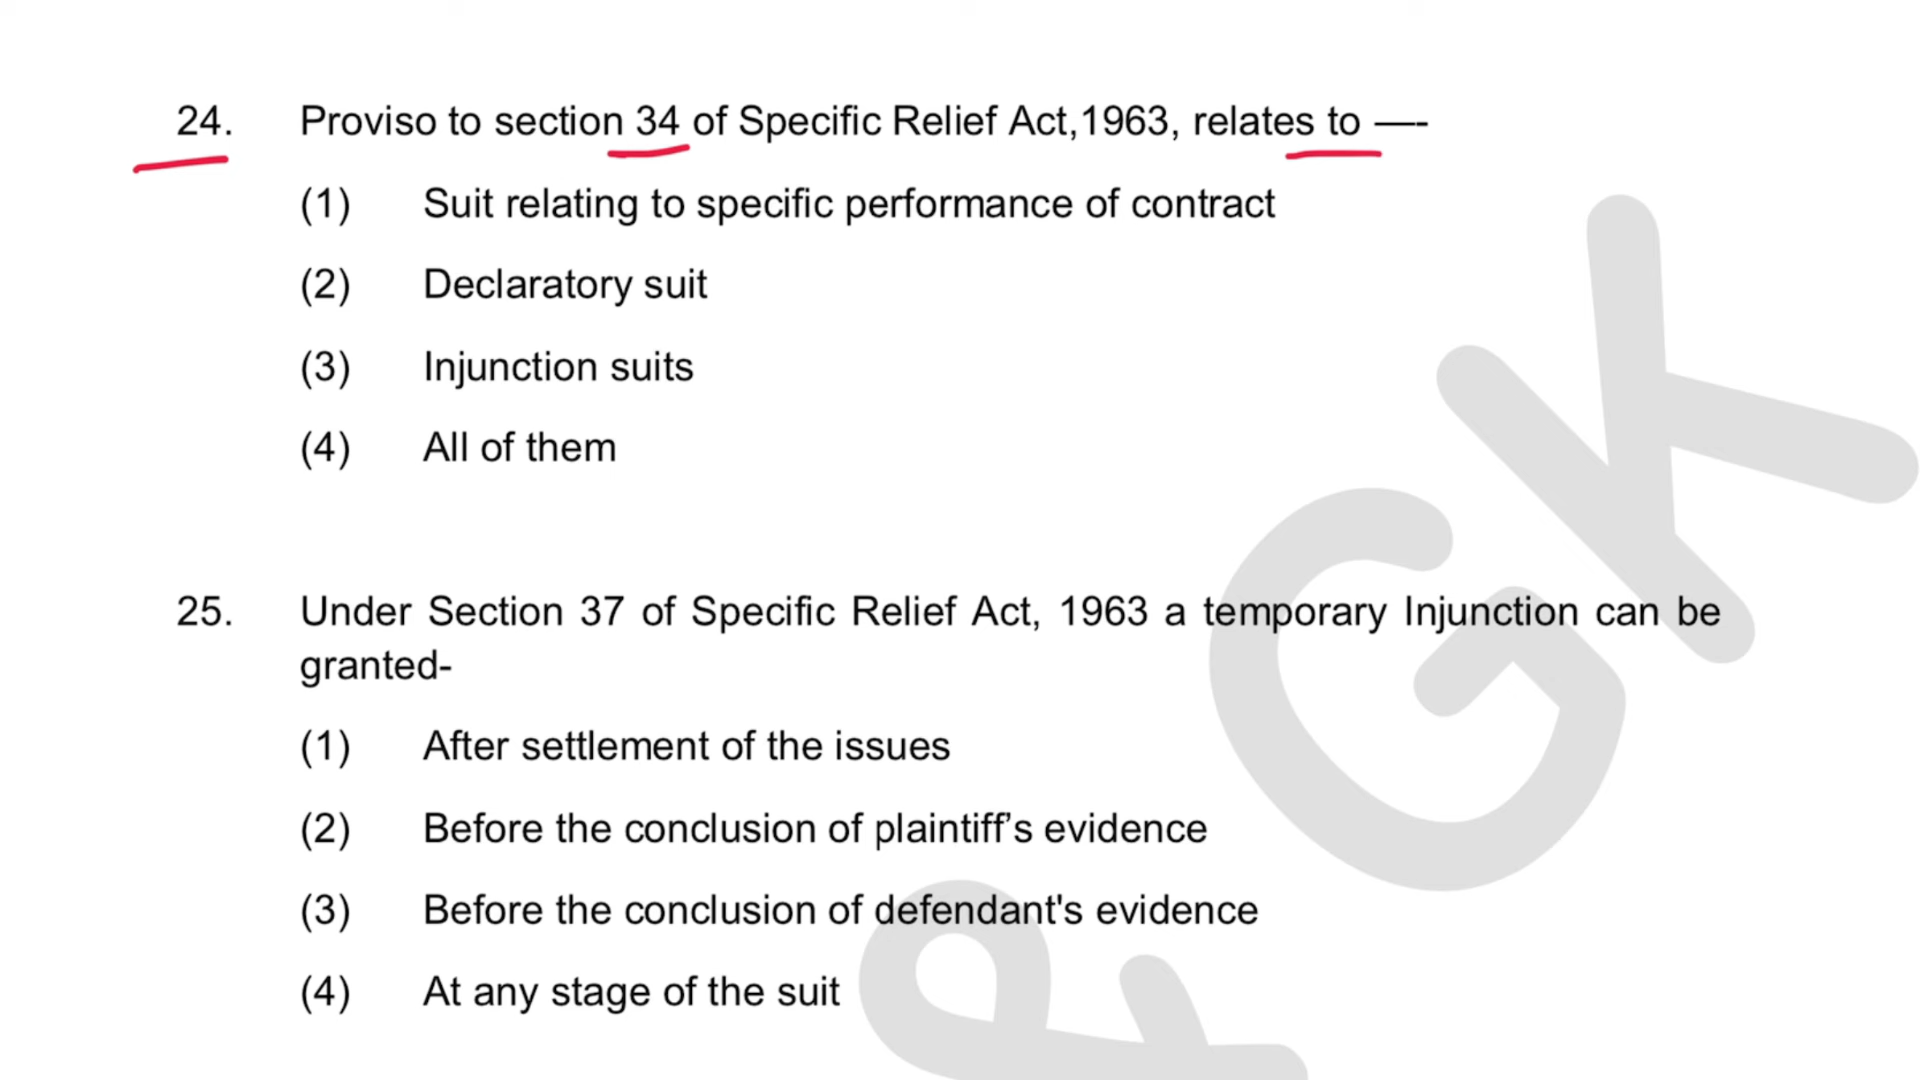 24. Proviso to section 34 of Specific Relief Act,1963, relates to —-
(1) Suit relating to specific performance of contract
(2) Declaratory suit
(3) Injunction suits
(4) All of them
25. Under Section 37 of Specific Relief Act, 1963 a temporary Injunction can be
granted-
(1) After settlement of the issues
(2) Before the conclusion of plaintiff’s evidence
(3) Before the conclusion of defendant's evidence
(4) At any stage of the suit
& GK